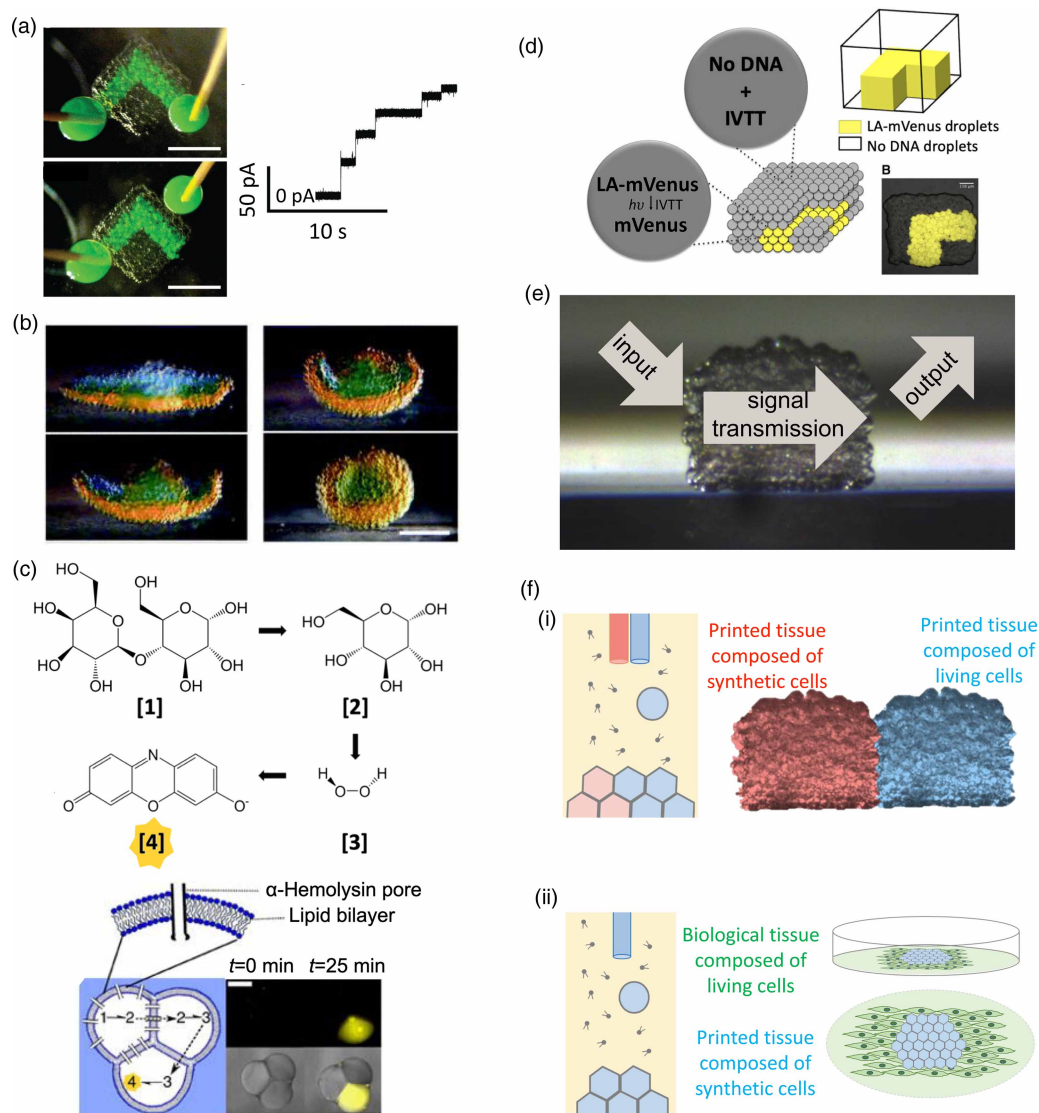 (a)
50 pA
0 pA
10 s
(b)
(c)
HO
OH
OH
O
HO
O
OH
HO
O
OH
OH
OH
OH
[1]
HO
O
OH
HO
OH
OH
[2]
N
O
O
O-
[4]
H
H
O–O
[3]
α-Hemolysin pore
Lipid bilayer
t=0 min
t=25 min
1
2
2
3
4
3
(d)
No DNA
+
IVTT
LA-mVenus
hυ↓IVTT
mVenus
LA-mVenus droplets
No DNA droplets
B
(e)
input
signal
transmission
output
(f)
(i)
Printed tissue
composed of
synthetic cells
Printed tissue
composed of
living cells
(ii)
Biological tissue
composed of
living cells
Printed tissue
composed of
synthetic cells